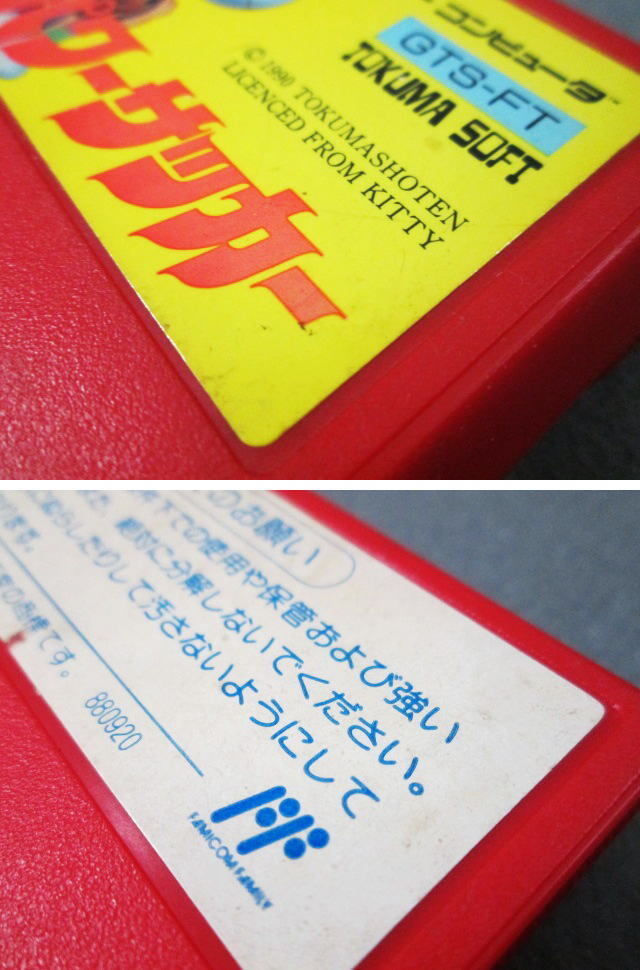 コンピュータ™
GTS-FT
TOKUMA SOFT
© 1990 TOKUMASHOTEN
LICENCED FROM KITTY
ワーサッカー
のお願い
下での使用や保管および強い
絶対に分解しないでください。
らしたりして汚さないようにして
ます。
の商標です。
880920
FAMICOM FAMILY